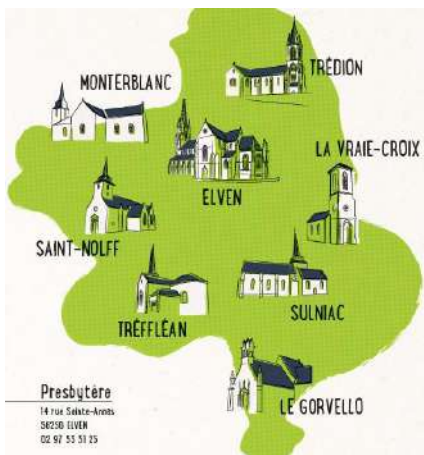 TRÉDION
MONTERBLANC
LA VRAIE-CROIX
ELVEN
SAINT-NOLFF
SULNIAC
TRÉFFLÉAN
LE GORVELLO
Presbytère
14 rue Sainte-Anne
56250 ELVEN
02 97 53 31 25